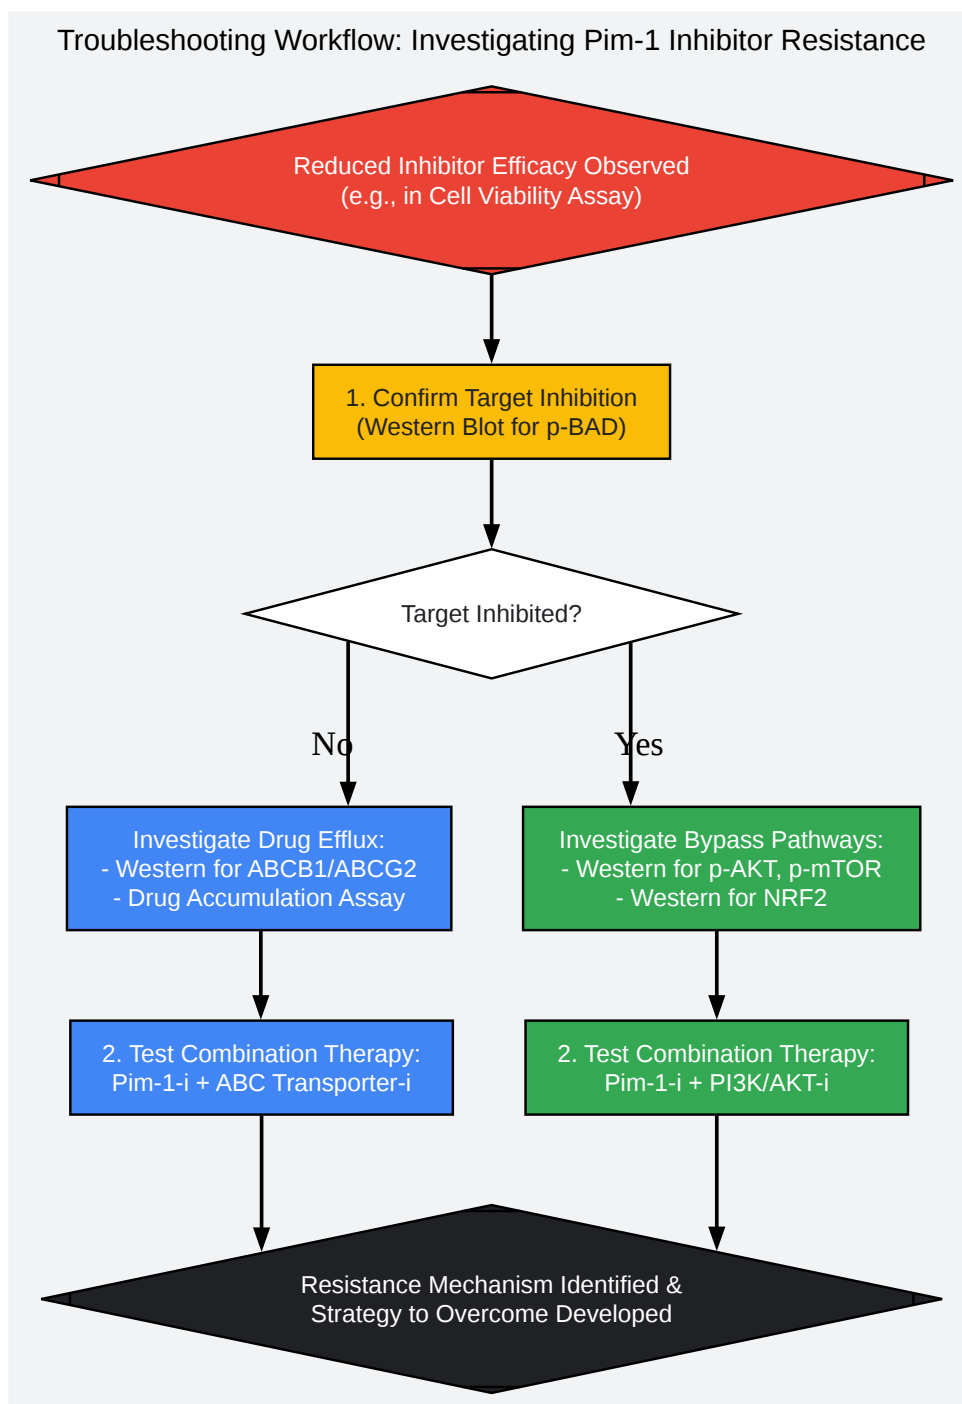 Troubleshooting Workflow: Investigating Pim-1 Inhibitor Resistance
Reduced Inhibitor Efficacy Observed
(e.g., in Cell Viability Assay)
1. Confirm Target Inhibition
(Western Blot for p-BAD)
Target Inhibited?
No
Yes
Investigate Drug Efflux:
- Western for ABCB1/ABCG2
- Drug Accumulation Assay
Investigate Bypass Pathways:
- Western for p-AKT, p-mTOR
- Western for NRF2
2. Test Combination Therapy:
Pim-1-i + ABC Transporter-i
2. Test Combination Therapy:
Pim-1-i + PI3K/AKT-i
Resistance Mechanism Identified &
Strategy to Overcome Developed